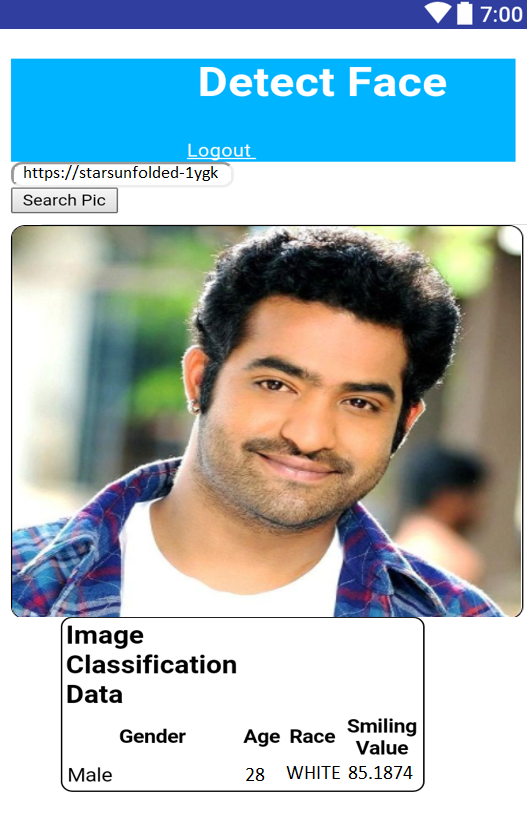 7:00
Detect Face
Logout
https://starsunfolded-1ygk
Search Pic
Image
Classification
Data
Gender Age Race Smiling Value
Male 28 WHITE 85.1874